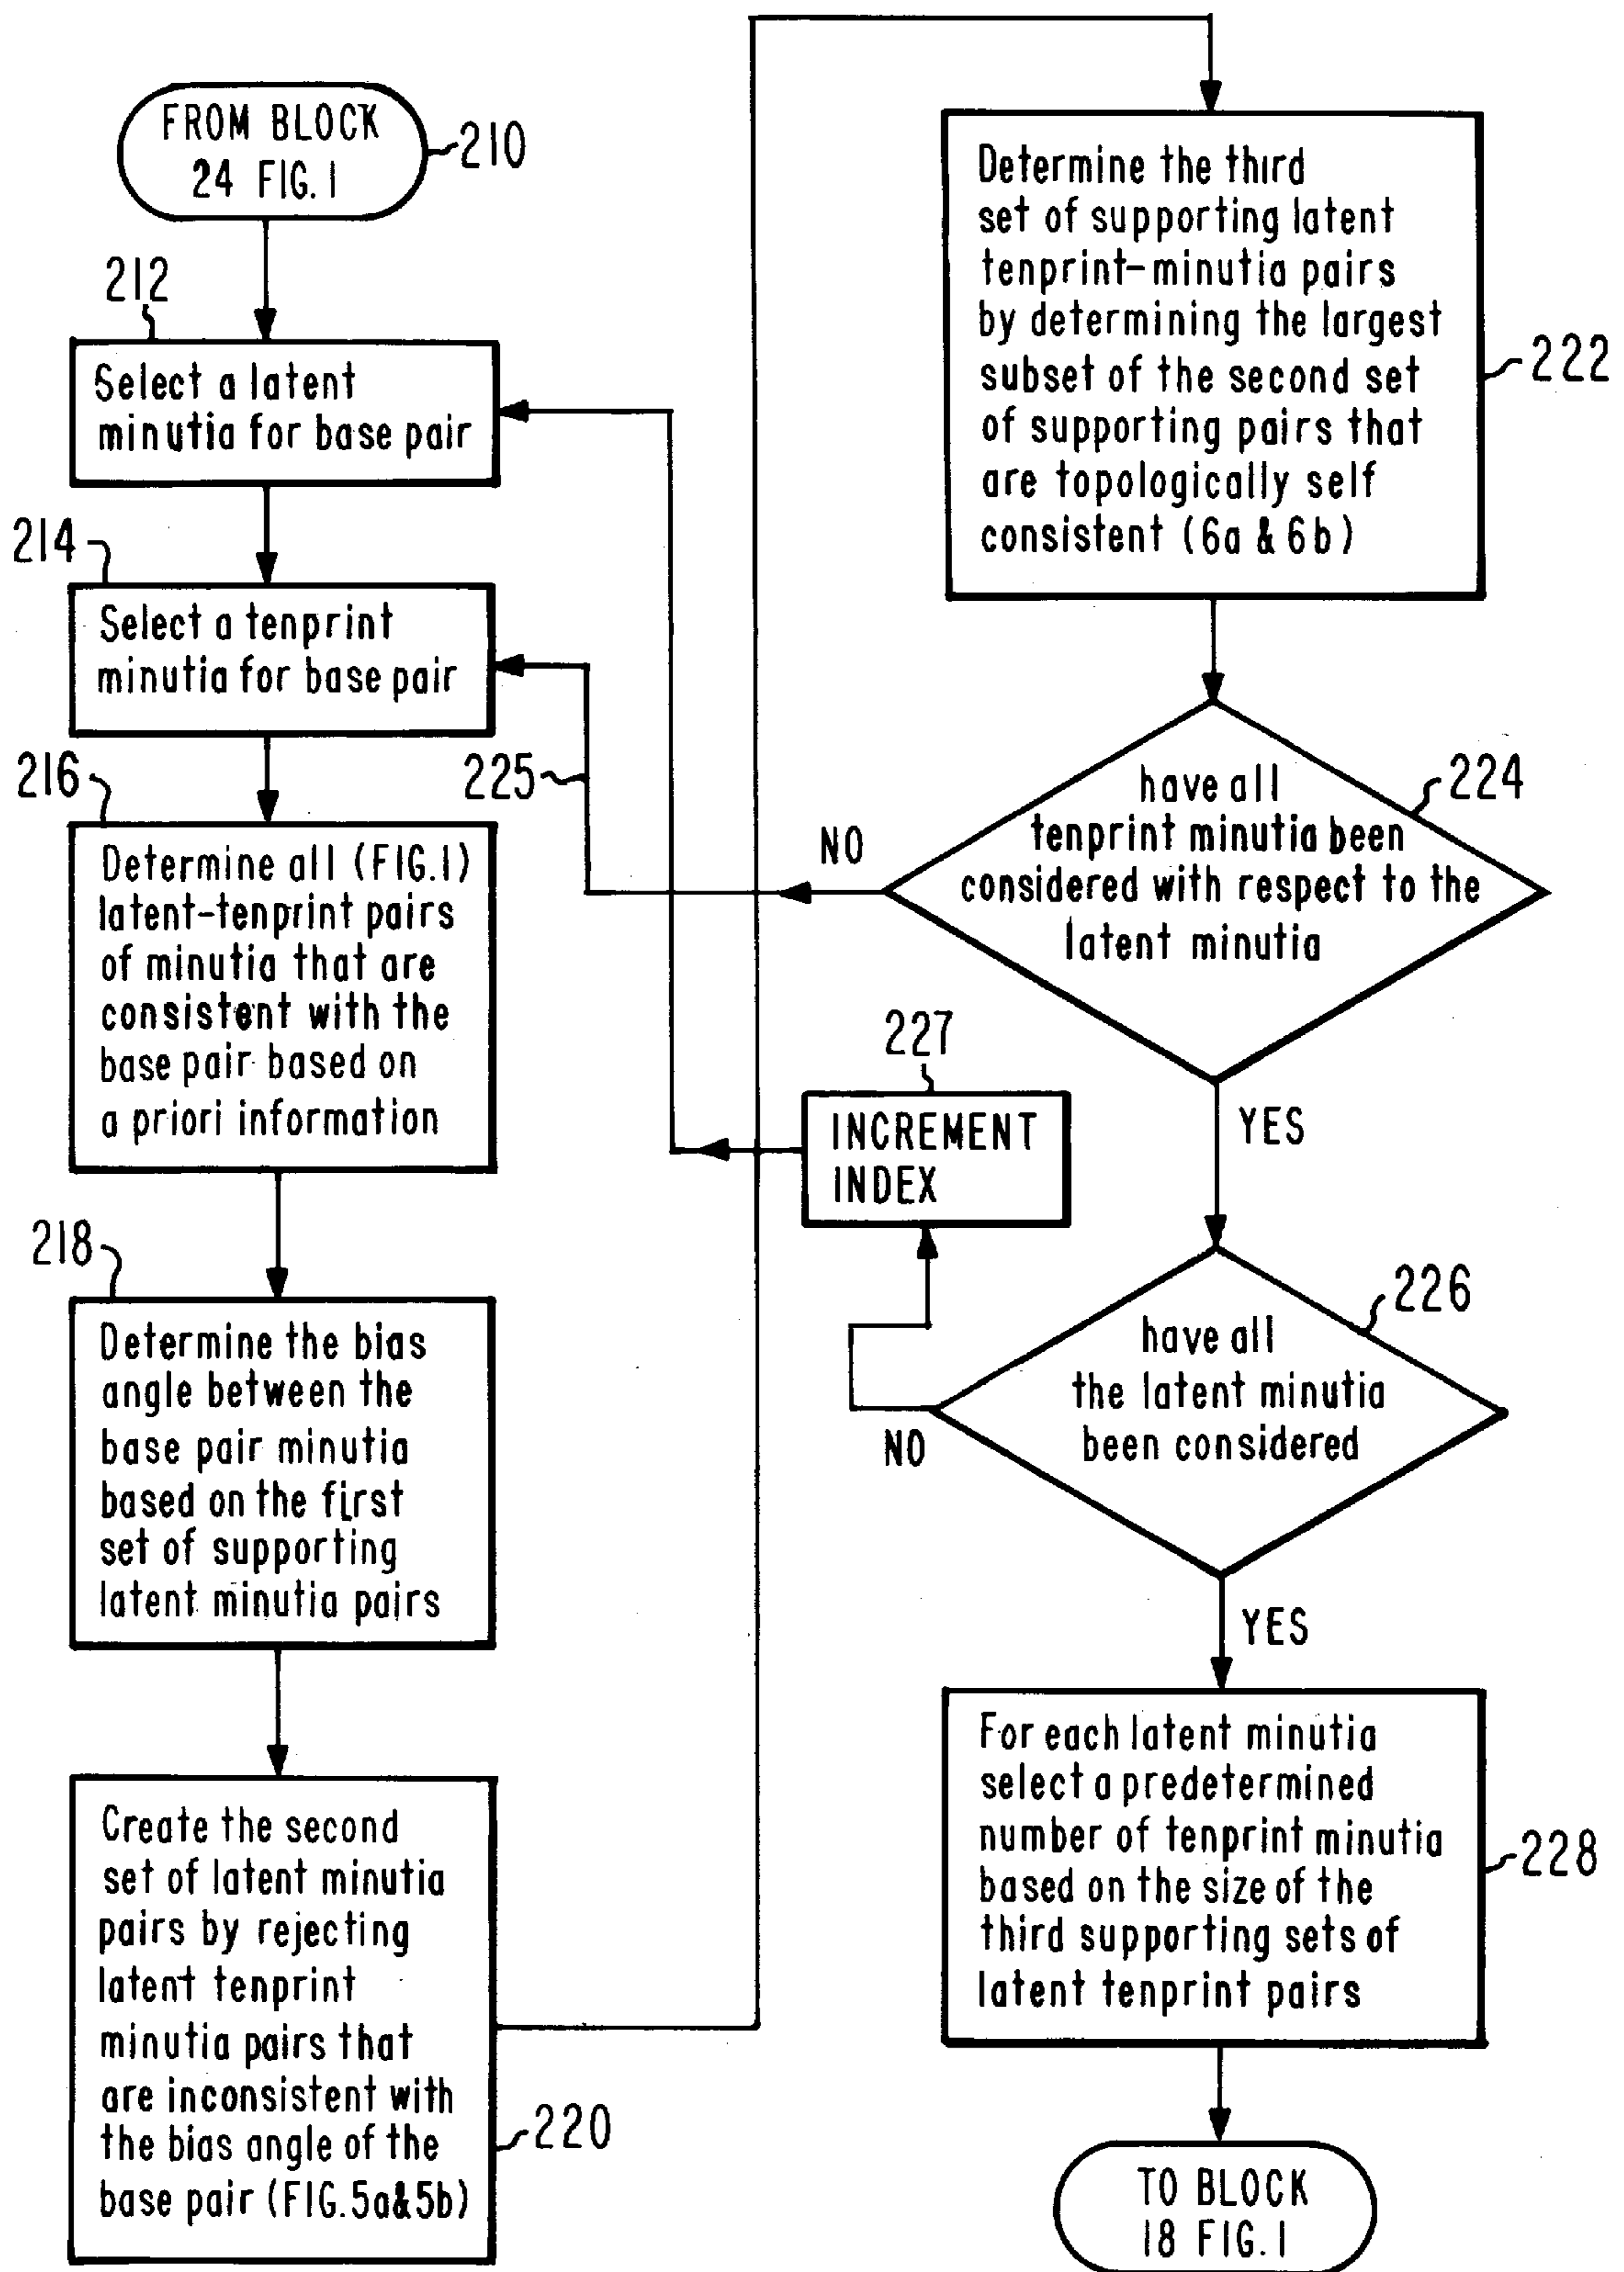 FROM BLOCK
24 FIG. 1
210
212
Select a latent
minutia for base pair
214
Select a tenprint
minutia for base pair
216
225
Determine all (FIG.1)
latent-tenprint pairs
of minutia that are
consistent with the
base pair based on
a priori information
218
Determine the bias
angle between the
base pair minutia
based on the first
set of supporting
latent minutia pairs
Create the second
set of latent minutia
pairs by rejecting
latent tenprint
minutia pairs that
are inconsistent with
the bias angle of the
base pair (FIG.5a&5b)
220
Determine the third
set of supporting latent
tenprint-minutia pairs
by determining the largest
subset of the second set
of supporting pairs that
are topologically self
consistent (6a & 6b)
222
have all
tenprint minutia been
considered with respect to the
latent minutia
224
NO
YES
227
INCREMENT
INDEX
have all
the latent minutia
been considered
226
NO
YES
For each latent minutia
select a predetermined
number of tenprint minutia
based on the size of the
third supporting sets of
latent tenprint pairs
228
TO BLOCK
18 FIG. 1